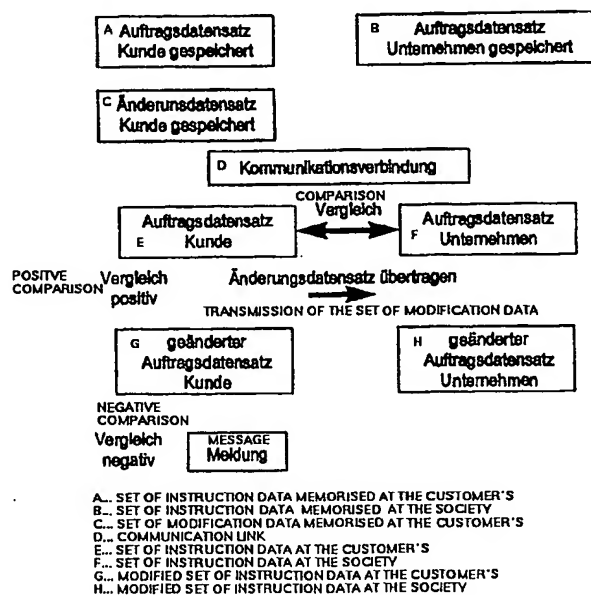 A Auftragsdatensatz
Kunde gespeichert
B Auftragsdatensatz
Unternehmen gespeichert
C Änderunsdatensatz
Kunde gespeichert
D Kommunikationsverbindung
COMPARISON
Vergleich
Auftragsdatensatz
E Kunde
Auftragsdatensatz
F Unternehmen
POSITVE
COMPARISON
Vergleich
positiv
Änderungsdatensatz übertragen
TRANSMISSION OF THE SET OF MODIFICATION DATA
G geänderter
Auftragsdatensatz
Kunde
H geänderter
Auftragsdatensatz
Unternehmen
NEGATIVE
COMPARISON
Vergleich
negativ
MESSAGE
Meldung
A... SET OF INSTRUCTION DATA MEMORISED AT THE CUSTOMER'S
B... SET OF INSTRUCTION DATA MEMORISED AT THE SOCIETY
C... SET OF MODIFICATION DATA MEMORISED AT THE CUSTOMER'S
D... COMMUNICATION LINK
E... SET OF INSTRUCTION DATA AT THE CUSTOMER'S
F... SET OF INSTRUCTION DATA AT THE SOCIETY
G... MODIFIED SET OF INSTRUCTION DATA AT THE CUSTOMER'S
H... MODIFIED SET OF INSTRUCTION DATA AT THE SOCIETY